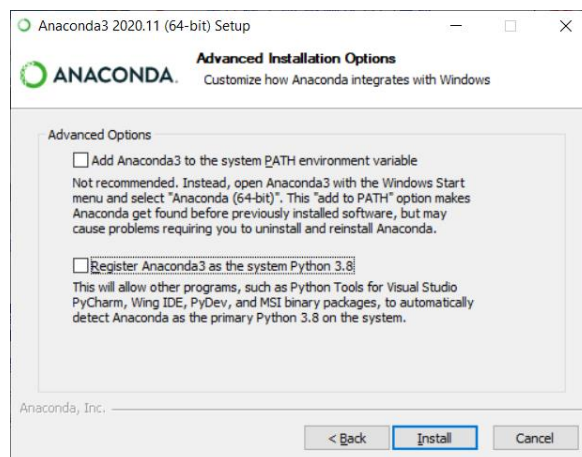 Anaconda3 2020.11 (64-bit) Setup
ANACONDA.
Advanced Installation Options
Customize how Anaconda integrates with Windows
Advanced Options
Add Anaconda3 to the system PATH environment variable
Not recommended. Instead, open Anaconda3 with the Windows Start
menu and select "Anaconda (64-bit)". This "add to PATH" option makes
Anaconda get found before previously installed software, but may
cause problems requiring you to uninstall and reinstall Anaconda.
Register Anaconda3 as the system Python 3.8
This will allow other programs, such as Python Tools for Visual Studio
PyCharm, Wing IDE, PyDev, and MSI binary packages, to automatically
detect Anaconda as the primary Python 3.8 on the system.
Anaconda, Inc.
< Back
Install
Cancel